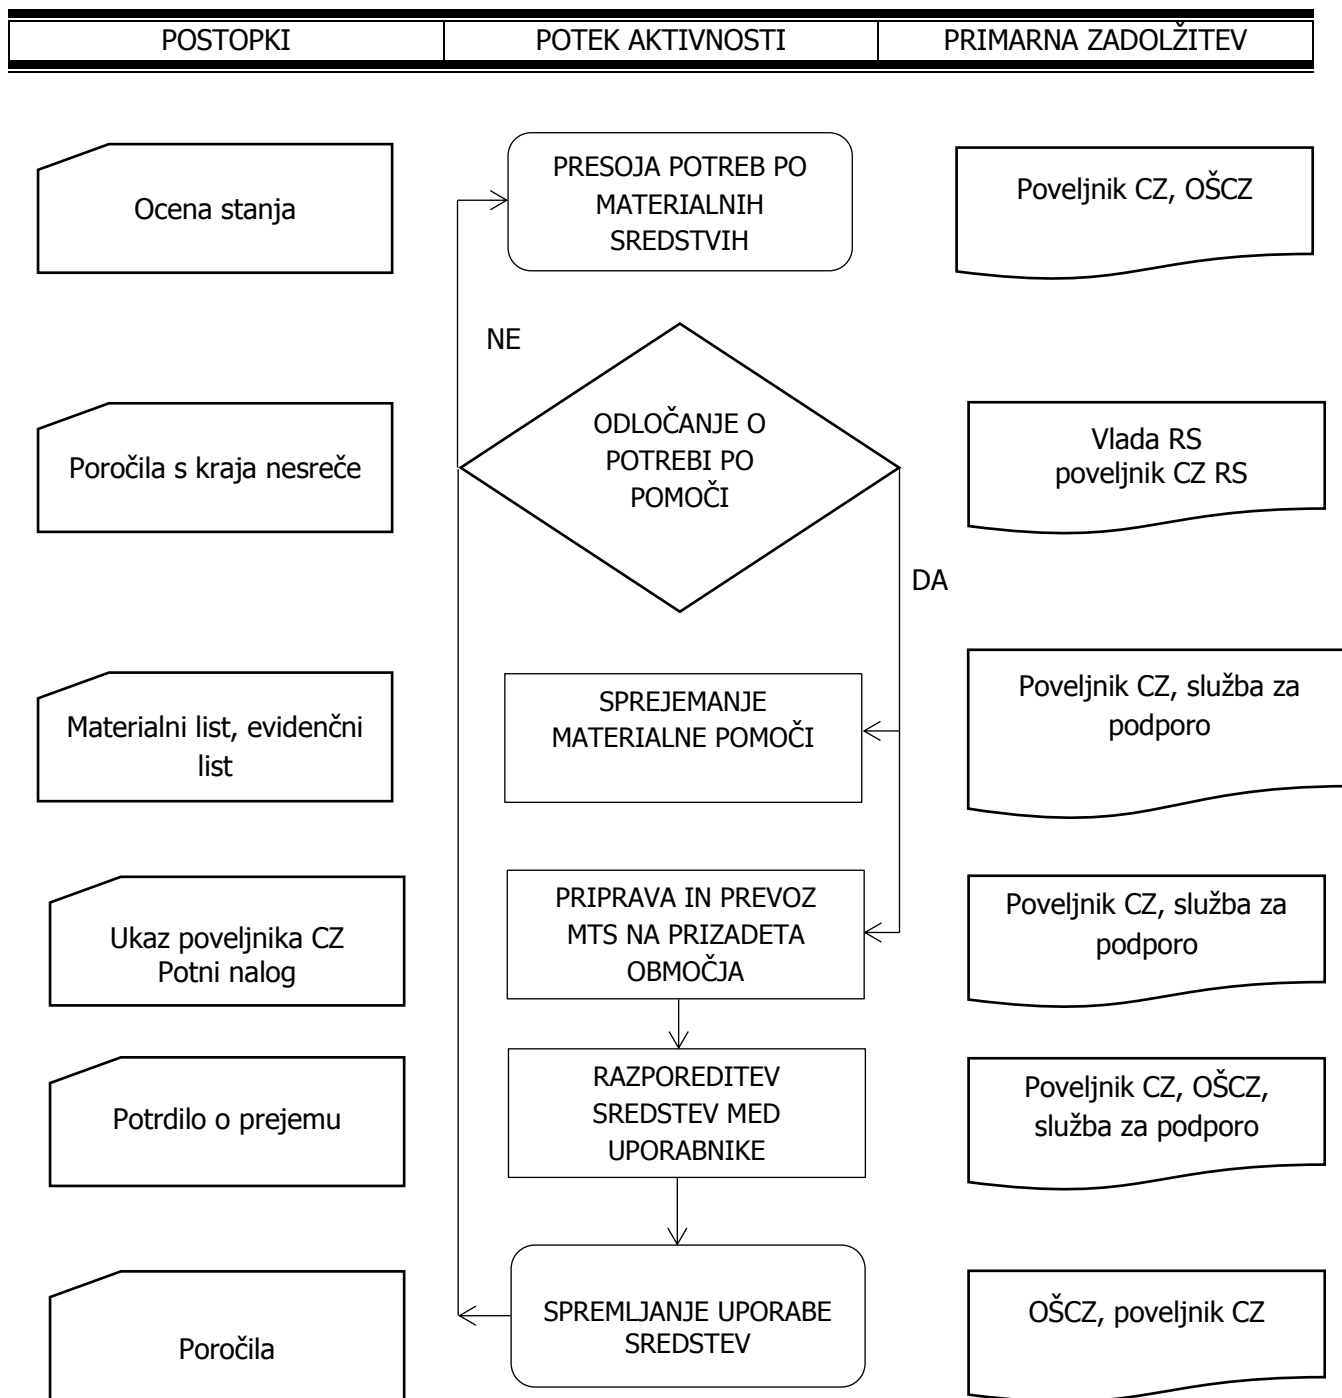 POSTOPKI
POTEK AKTIVNOSTI
PRIMARNA ZADOLŽITEV
Ocena stanja
PRESOJA POTREB PO
MATERIALNIH
SREDSTVIH
Poveljnik CZ, OŠCZ
NE
Poročila s kraja nesreče
ODLOČANJE O
POTREBI PO
POMOČI
Vlada RS
poveljnik CZ RS
DA
Materialni list, evidenčni
list
SPREJEMANJE
MATERIALNE POMOČI
Poveljnik CZ, služba za
podporo
Ukaz poveljnika CZ
Potni nalog
PRIPRAVA IN PREVOZ
MTS NA PRIZADETA
OBMOČJA
Poveljnik CZ, služba za
podporo
Potrdilo o prejemu
RAZPOREDITEV
SREDSTEV MED
UPORABNIKE
Poveljnik CZ, OŠCZ,
služba za podporo
Poročila
SPREMLJANJE UPORABE
SREDSTEV
OŠCZ, poveljnik CZ